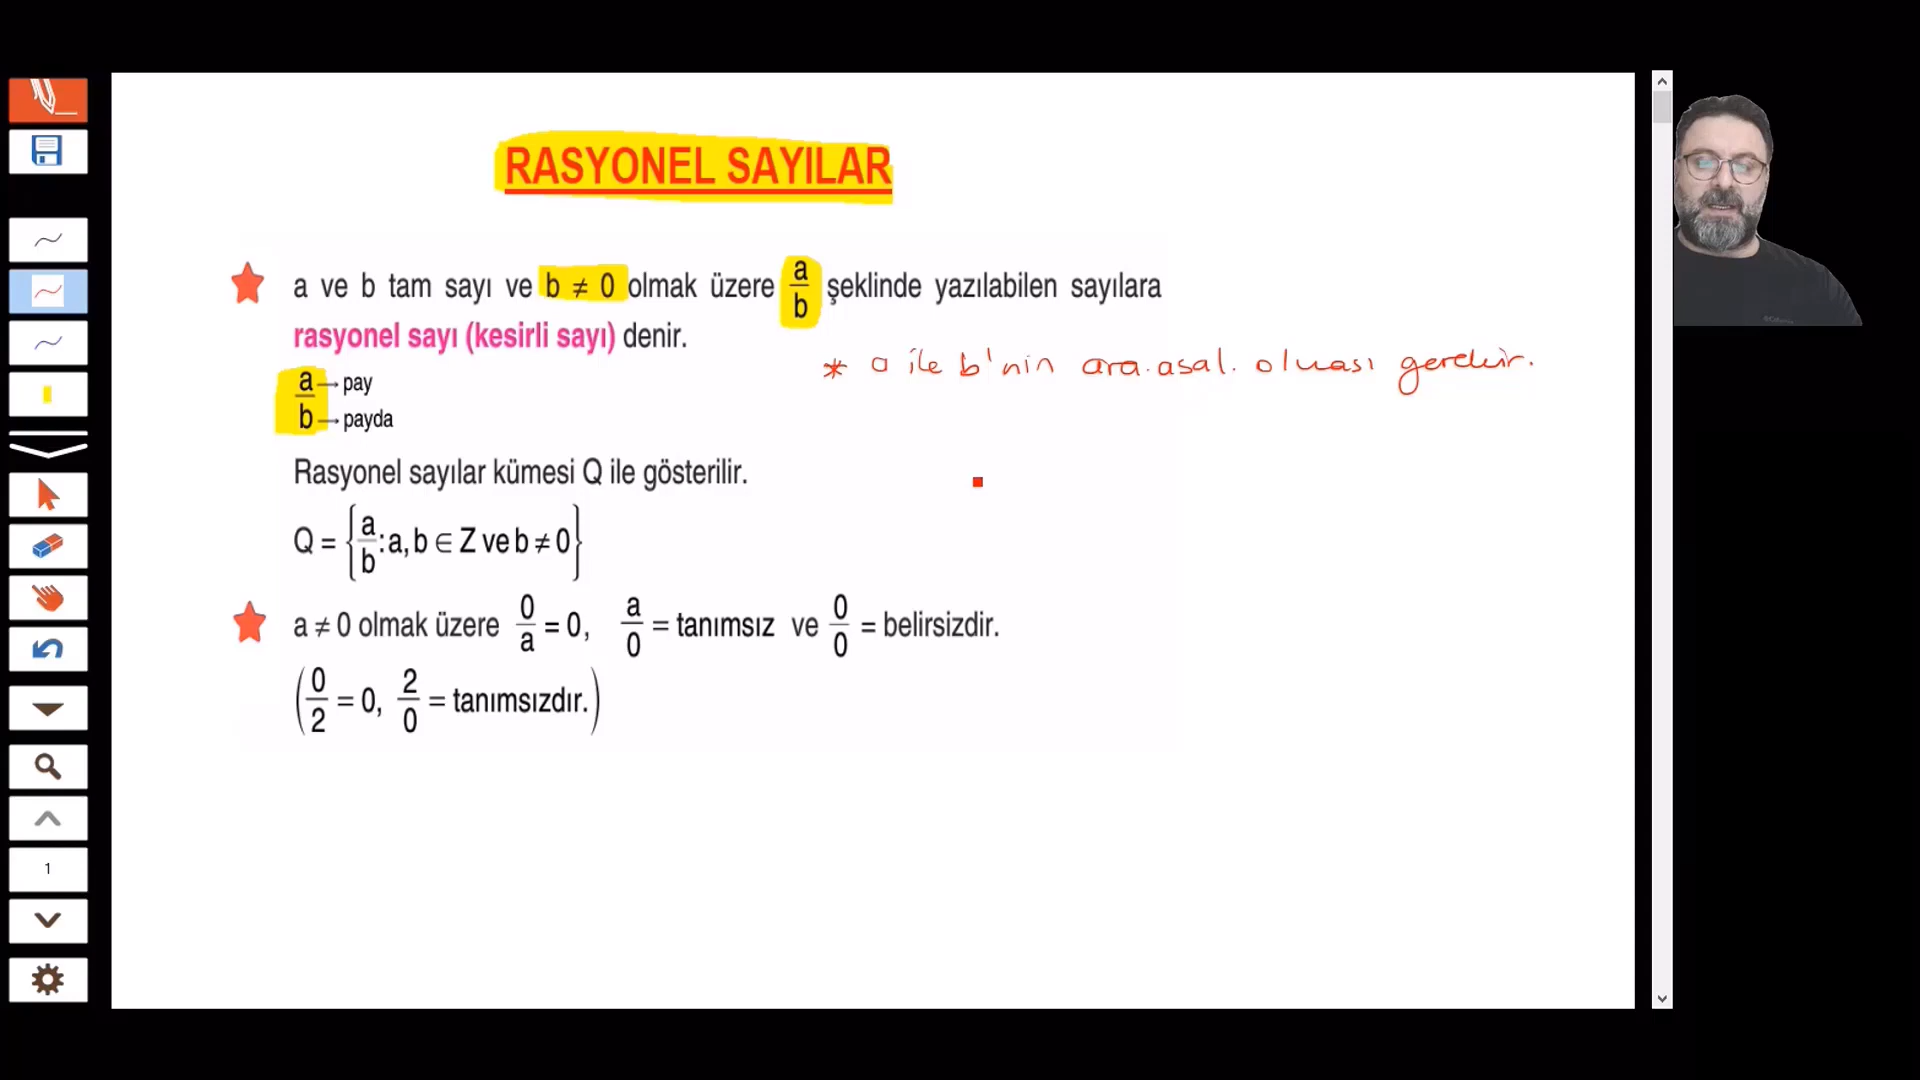 RASYONEL SAYILAR
a ve b tam sayı ve b ≠ 0 olmak üzere a/b şeklinde yazılabilen sayılara
rasyonel sayı (kesirli sayı) denir.
* a ile b'nin ara.asal. olması gerekir.
a → pay
b → payda
Rasyonel sayılar kümesi Q ile gösterilir.
Q = {a/b : a, b ∈ Z ve b ≠ 0}
a ≠ 0 olmak üzere 0/a = 0, a/0 = tanımsız ve 0/0 = belirsizdir.
(0/2 = 0, 2/0 = tanımsızdır.)
1